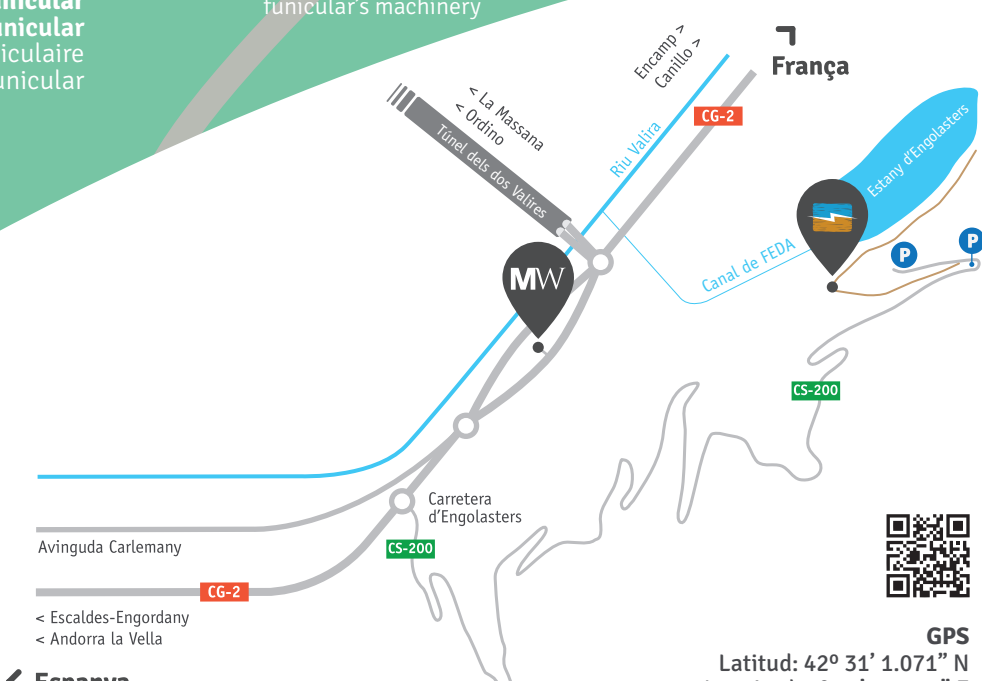 funicular
iculaire
unicular
funicular's machinery
França
Encamp >
Canillo >
CG-2
< La Massana
< Ordino
Túnel dels dos Valires
Riu Valira
Estany d'Engolasters
P
P
Canal de FEDA
MW
CS-200
Carretera
d'Engolasters
CS-200
Avinguda Carlemany
CG-2
< Escaldes-Engordany
< Andorra la Vella
Espanya
GPS
Latitud: 42º 31’ 1.071” N